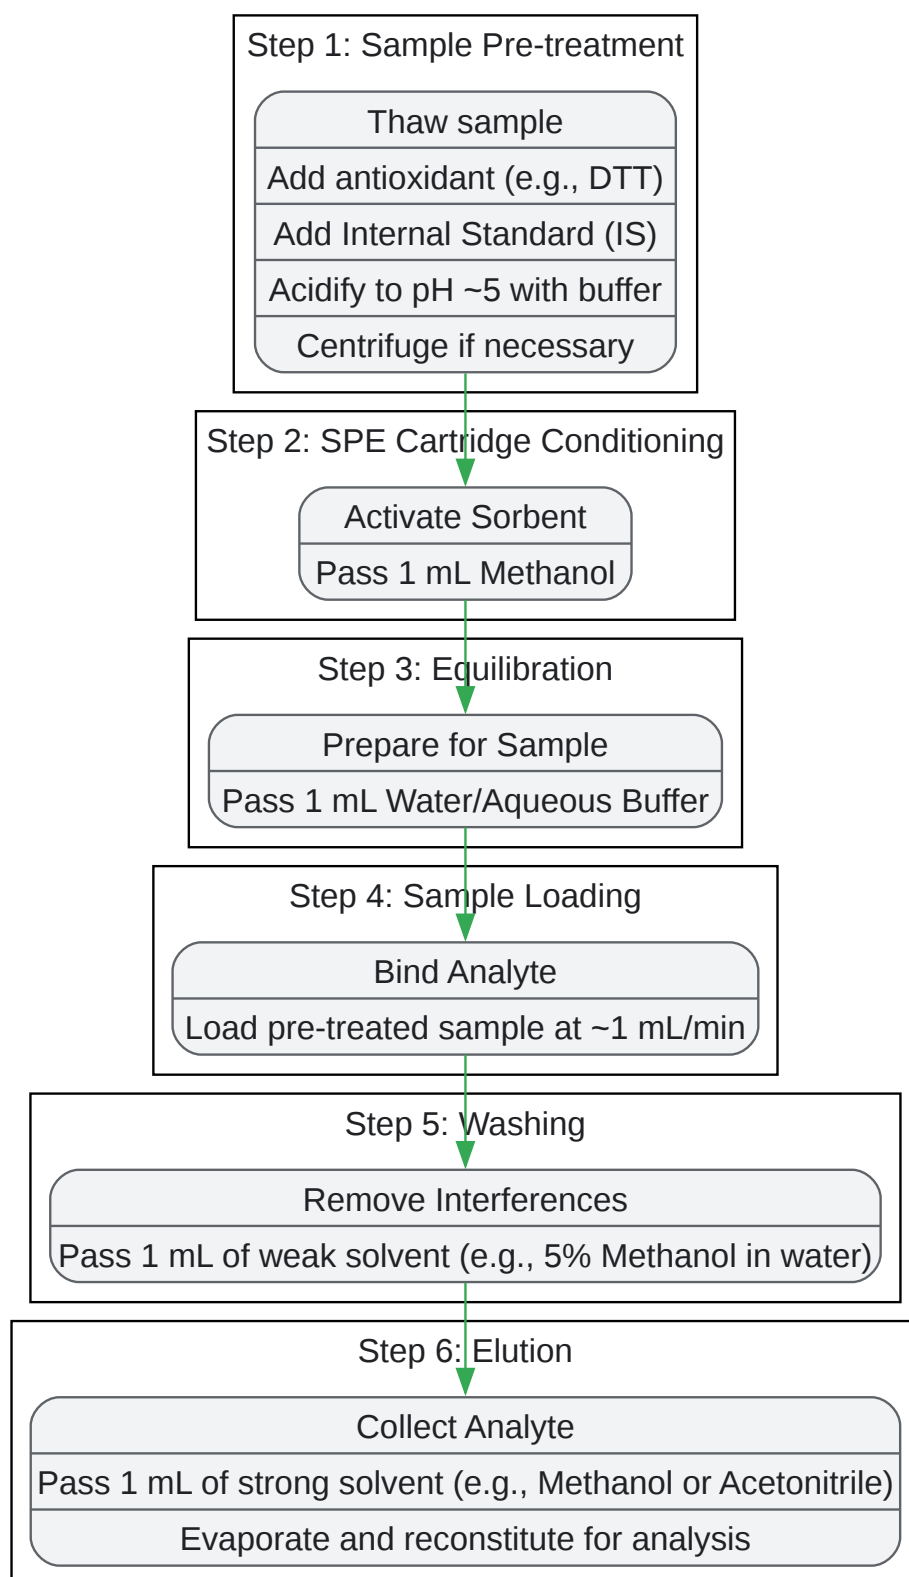 Step 1: Sample Pre-treatment
Thaw sample
Add antioxidant (e.g., DTT)
Add Internal Standard (IS)
Acidify to pH ~5 with buffer
Centrifuge if necessary
Step 2: SPE Cartridge Conditioning
Activate Sorbent
Pass 1 mL Methanol
Step 3: Equilibration
Prepare for Sample
Pass 1 mL Water/Aqueous Buffer
Step 4: Sample Loading
Bind Analyte
Load pre-treated sample at ~1 mL/min
Step 5: Washing
Remove Interferences
Pass 1 mL of weak solvent (e.g., 5% Methanol in water)
Step 6: Elution
Collect Analyte
Pass 1 mL of strong solvent (e.g., Methanol or Acetonitrile)
Evaporate and reconstitute for analysis